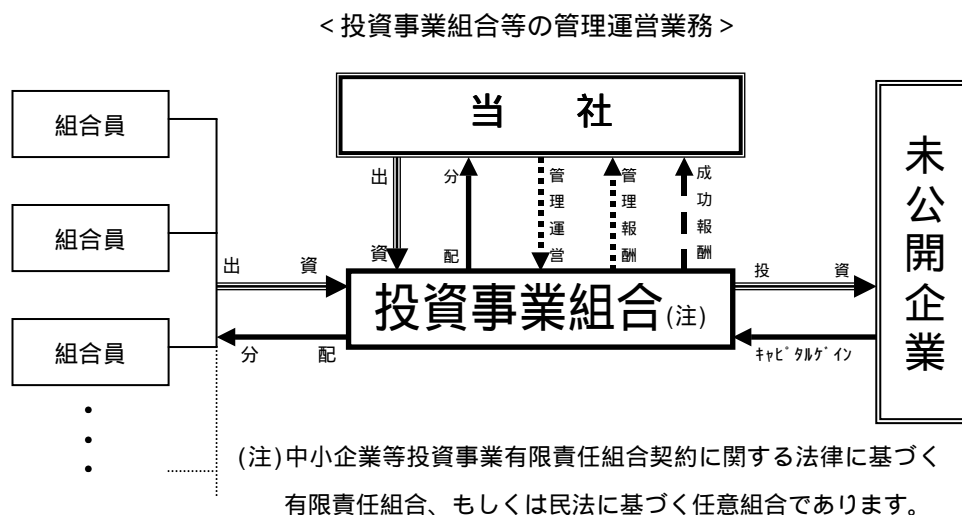 <投資事業組合等の管理運営業務>
当 社
組合員
組合員
組合員
・
・
・
出資
分配
管理運営
管理報酬
成功報酬
出 資
分 配
投資事業組合(注)
投 資
ｷｬﾋﾟﾀﾙｹﾞｲﾝ
未公開企業
(注)中小企業等投資事業有限責任組合契約に関する法律に基づく
有限責任組合、もしくは民法に基づく任意組合であります。